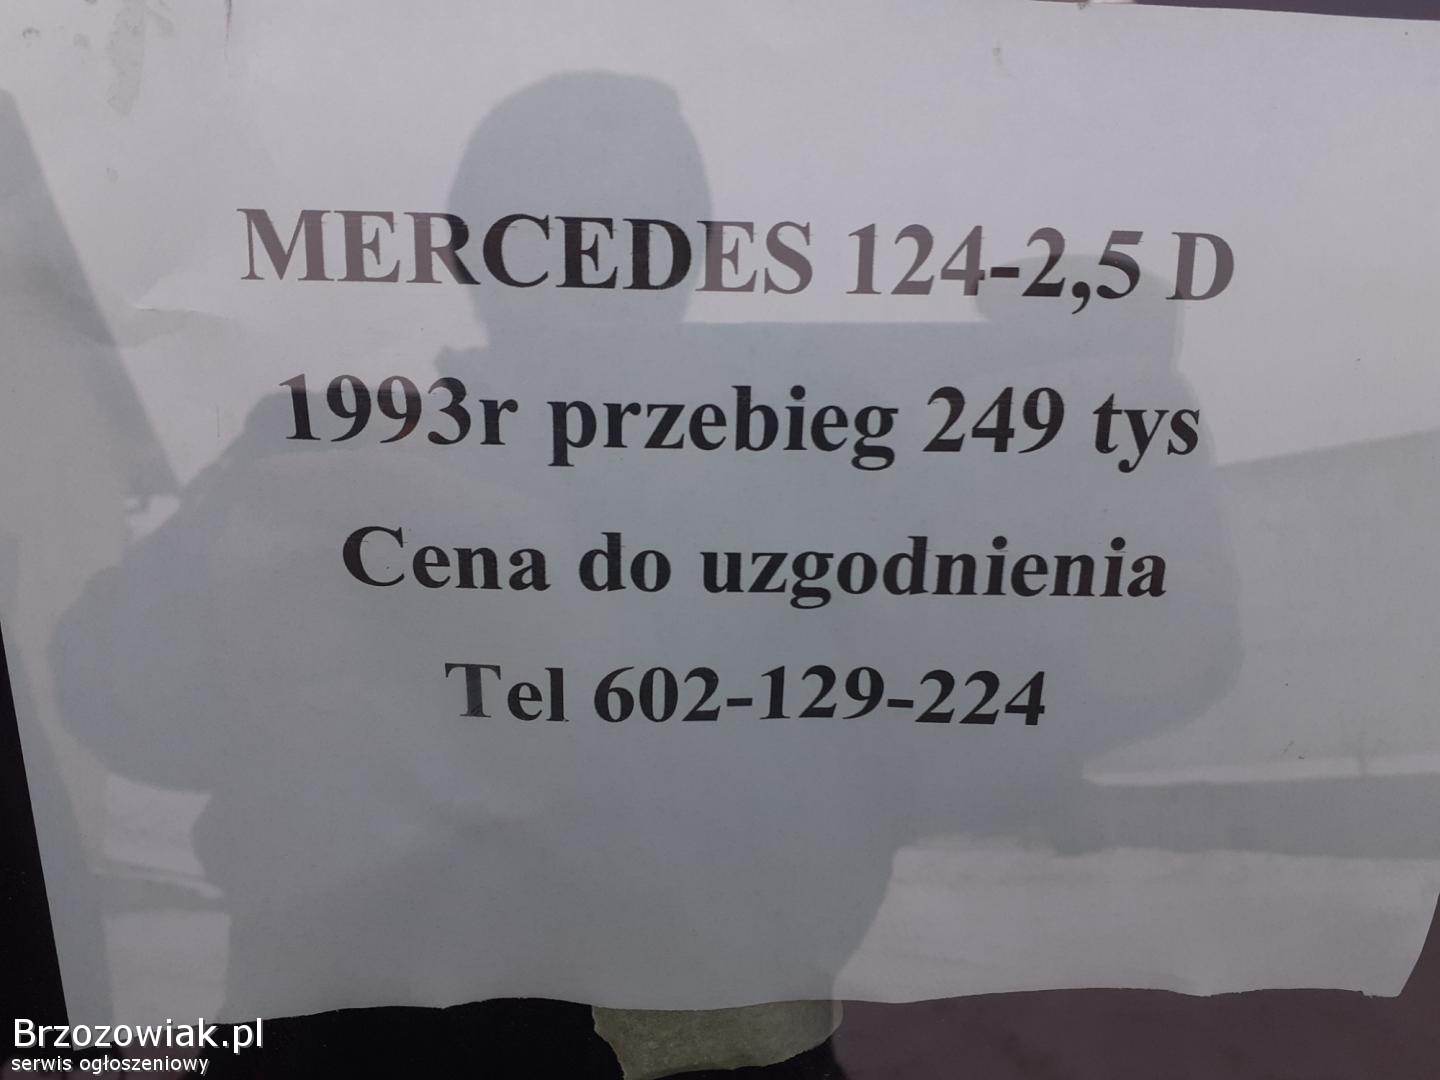 MERCEDES 124-2,5 D
1993r przebieg 249 tys
Cena do uzgodnienia
Tel 602-129-224
Brzozowiak.pl
serwis ogłoszeniowy